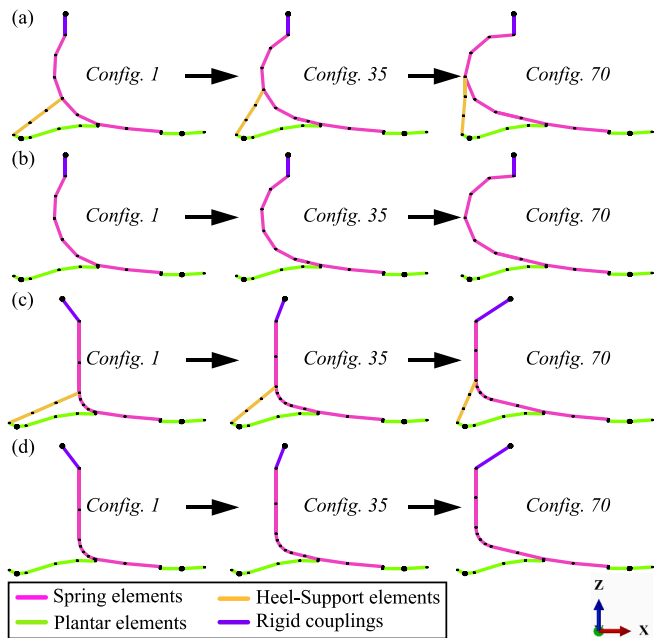 (a)
Config. 1
Config. 35
Config. 70
(b)
Config. 1
Config. 35
Config. 70
(c)
Config. 1
Config. 35
Config. 70
(d)
Config. 1
Config. 35
Config. 70
Spring elements
Heel-Support elements
Plantar elements
Rigid couplings
Z
X